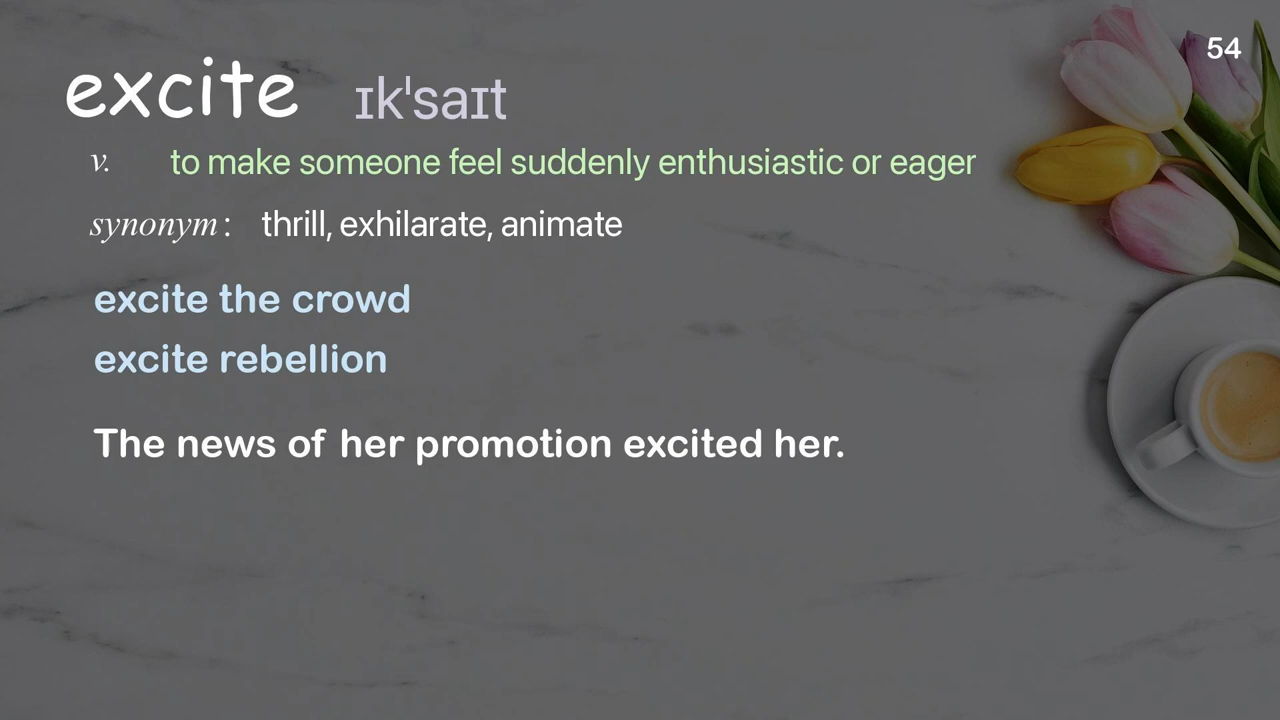 54
excite ɪkˈsaɪt
v. to make someone feel suddenly enthusiastic or eager
synonym: thrill, exhilarate, animate
excite the crowd
excite rebellion
The news of her promotion excited her.